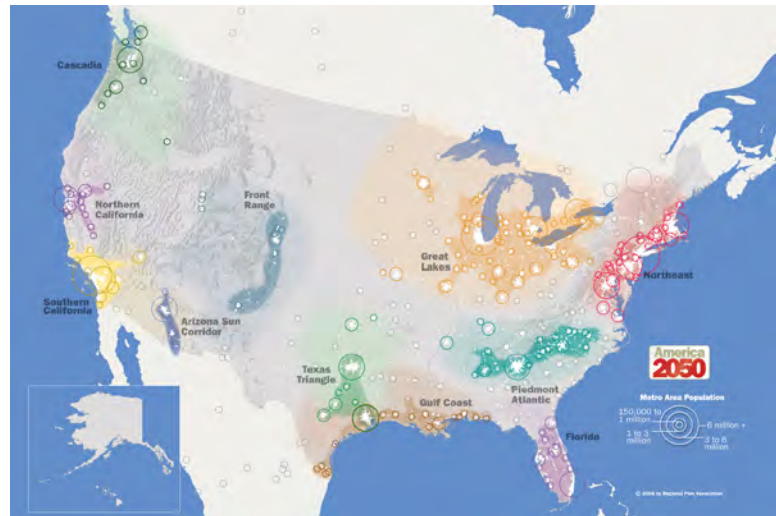 Cascadia
Northern
California
Front
Range
Great
Lakes
Northeast
Southern
California
Arizona Sun
Corridor
Texas
Triangle
Gulf Coast
Piedmont
Atlantic
Florida
America
2050
Metro Area Population
150,000 to
1 million
1 to 3
million
6 million +
3 to 6
million
© 2008 by Regional Plan Association